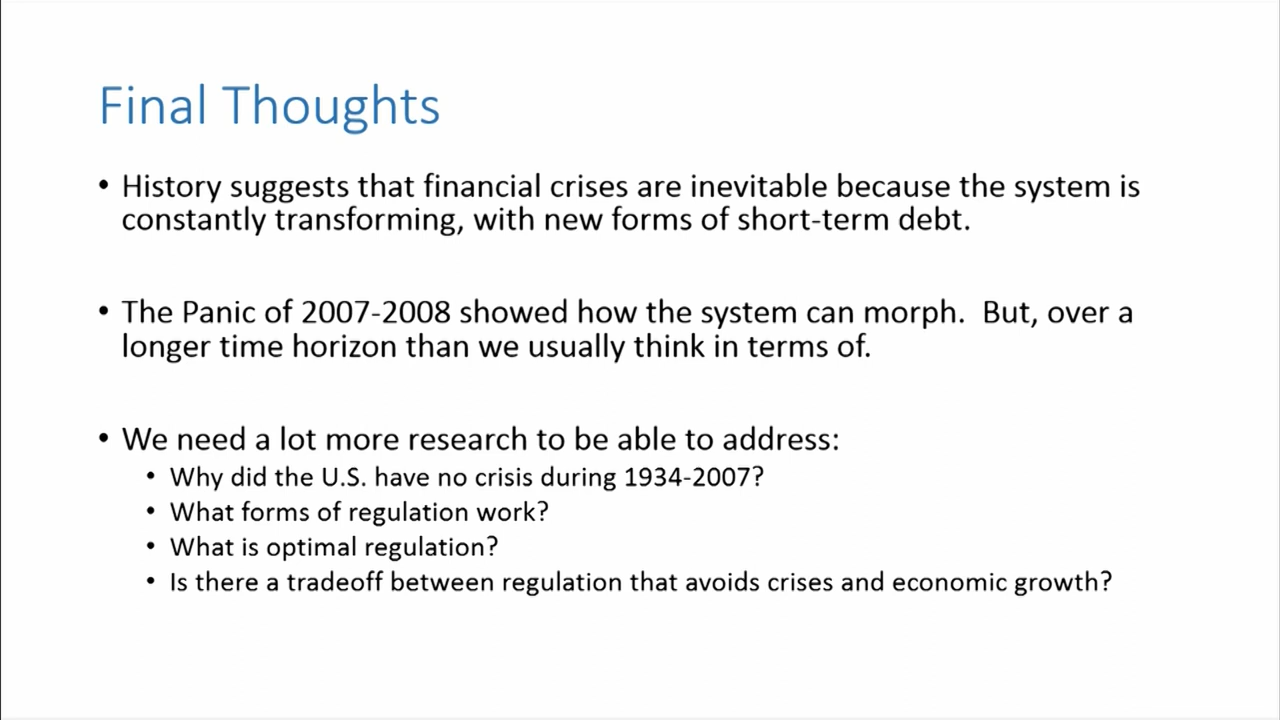 Final Thoughts
• History suggests that financial crises are inevitable because the system is
constantly transforming, with new forms of short-term debt.
• The Panic of 2007-2008 showed how the system can morph.  But, over a
longer time horizon than we usually think in terms of.
• We need a lot more research to be able to address:
• Why did the U.S. have no crisis during 1934-2007?
• What forms of regulation work?
• What is optimal regulation?
• Is there a tradeoff between regulation that avoids crises and economic growth?